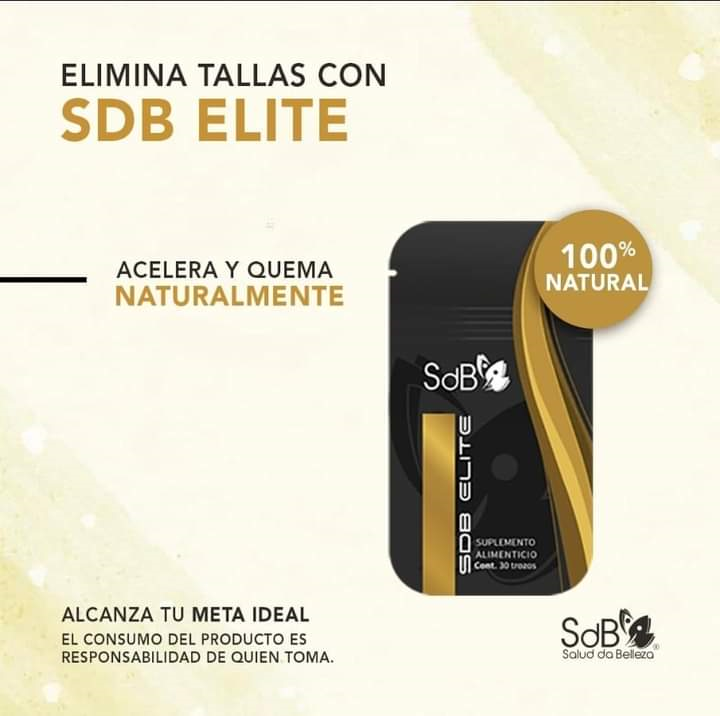 ELIMINA TALLAS CON
SDB ELITE
ACELERA Y QUEMA
NATURALMENTE
100%
NATURAL
SdB
SDB ELITE
SUPLEMENTO
ALIMENTICIO
Cont. 30 trozos
ALCANZA TU META IDEAL
EL CONSUMO DEL PRODUCTO ES
RESPONSABILIDAD DE QUIEN TOMA.
SdB®
Salud da Belleza